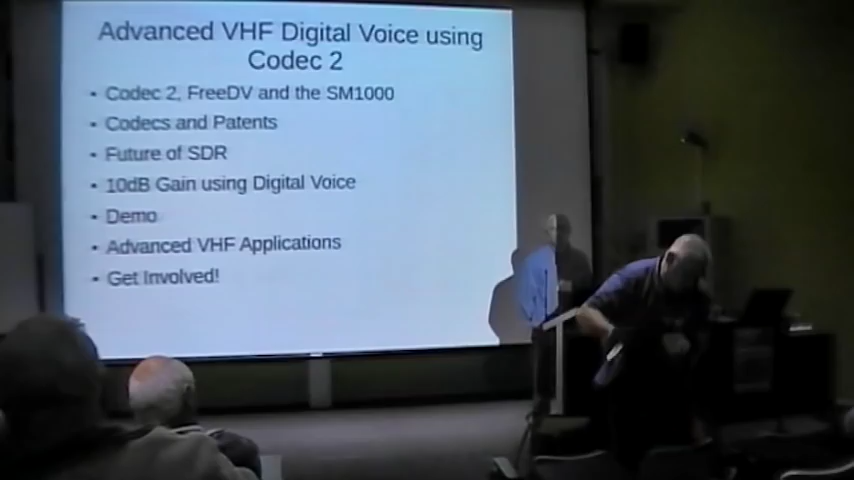 Advanced VHF Digital Voice using
Codec 2
• Codec 2, FreeDV and the SM1000
• Codecs and Patents
• Future of SDR
• 10dB Gain using Digital Voice
• Demo
• Advanced VHF Applications
• Get Involved!